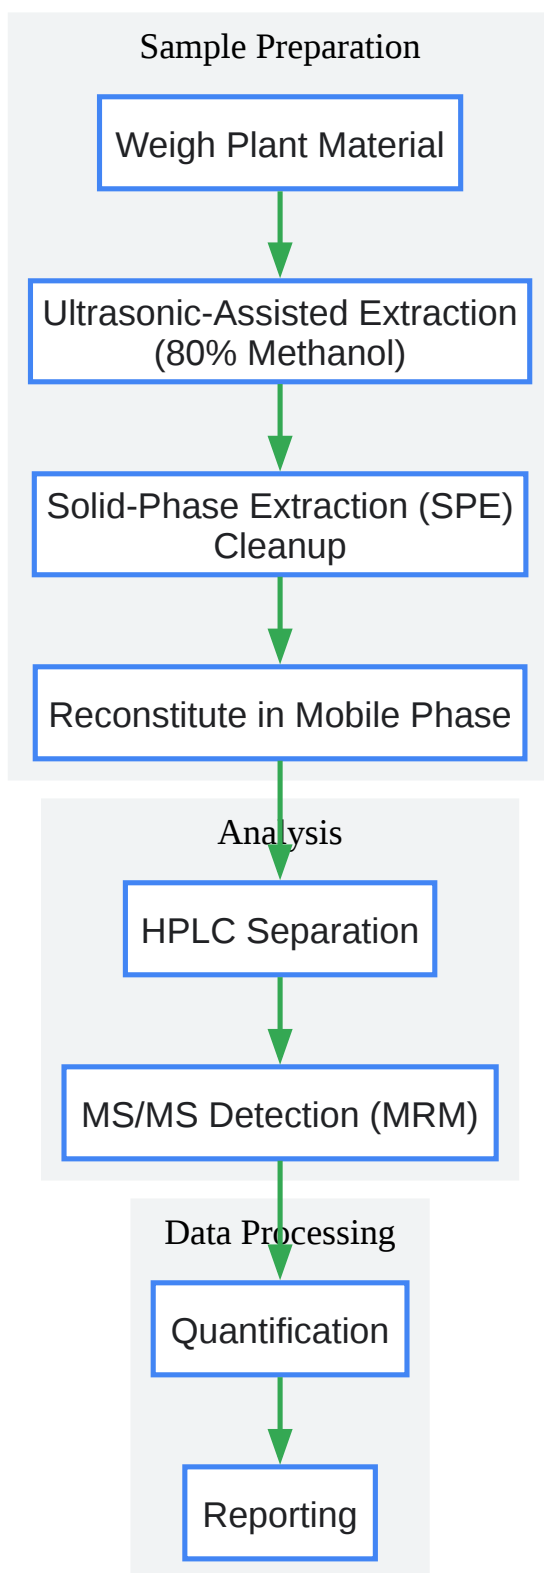 Sample Preparation
Weigh Plant Material
Ultrasonic-Assisted Extraction
(80% Methanol)
Solid-Phase Extraction (SPE)
Cleanup
Reconstitute in Mobile Phase
Analysis
HPLC Separation
MS/MS Detection (MRM)
Data Processing
Quantification
Reporting